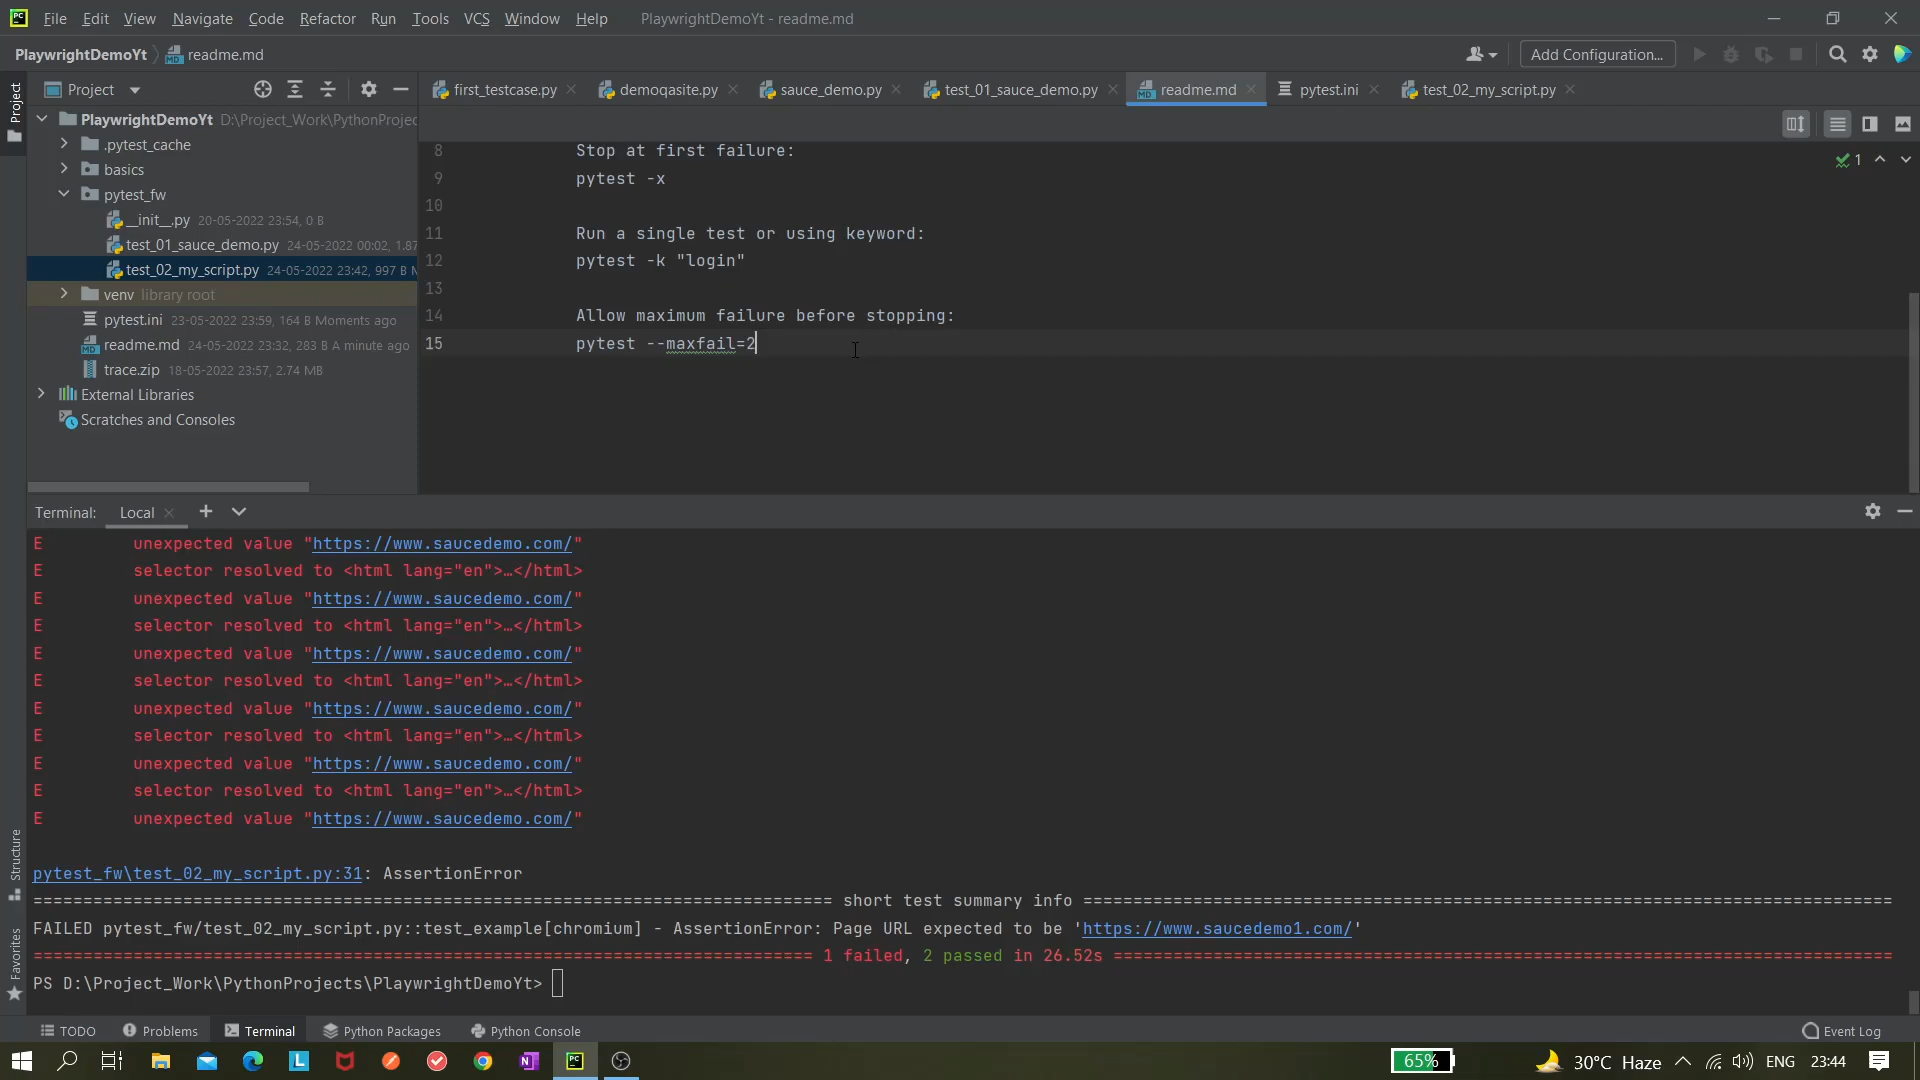 File Edit View Navigate Code Refactor Run Tools VCS Window Help PlaywrightDemoYt - readme.md
PlaywrightDemoYt readme.md Add Configuration...
Project
Project
first_testcase.py demoqasite.py sauce_demo.py test_01_sauce_demo.py readme.md pytest.ini test_02_my_script.py
PlaywrightDemoYt D:\Project_Work\PythonProjec
.pytest_cache
basics
pytest_fw
__init__.py 20-05-2022 23:54, 0 B
test_01_sauce_demo.py 24-05-2022 00:02, 1.87
test_02_my_script.py 24-05-2022 23:42, 997 B M
venv library root
pytest.ini 23-05-2022 23:59, 164 B Moments ago
readme.md 24-05-2022 23:32, 283 B A minute ago
trace.zip 18-05-2022 23:57, 2.74 MB
External Libraries
Scratches and Consoles
1
8 Stop at first failure:
9 pytest -x
10
11 Run a single test or using keyword:
12 pytest -k "login"
13
14 Allow maximum failure before stopping:
15 pytest --maxfail=2
Terminal: Local
E unexpected value "https://www.saucedemo.com/"
E selector resolved to <html lang="en">…</html>
E unexpected value "https://www.saucedemo.com/"
E selector resolved to <html lang="en">…</html>
E unexpected value "https://www.saucedemo.com/"
E selector resolved to <html lang="en">…</html>
E unexpected value "https://www.saucedemo.com/"
E selector resolved to <html lang="en">…</html>
E unexpected value "https://www.saucedemo.com/"
E selector resolved to <html lang="en">…</html>
E unexpected value "https://www.saucedemo.com/"
pytest_fw\test_02_my_script.py:31: AssertionError
short test summary info
FAILED pytest_fw/test_02_my_script.py::test_example[chromium] - AssertionError: Page URL expected to be 'https://www.saucedemo1.com/'
1 failed, 2 passed in 26.52s
PS D:\Project_Work\PythonProjects\PlaywrightDemoYt>
Structure
Favorites
TODO Problems Terminal Python Packages Python Console Event Log
65% 30°C Haze ENG 23:44